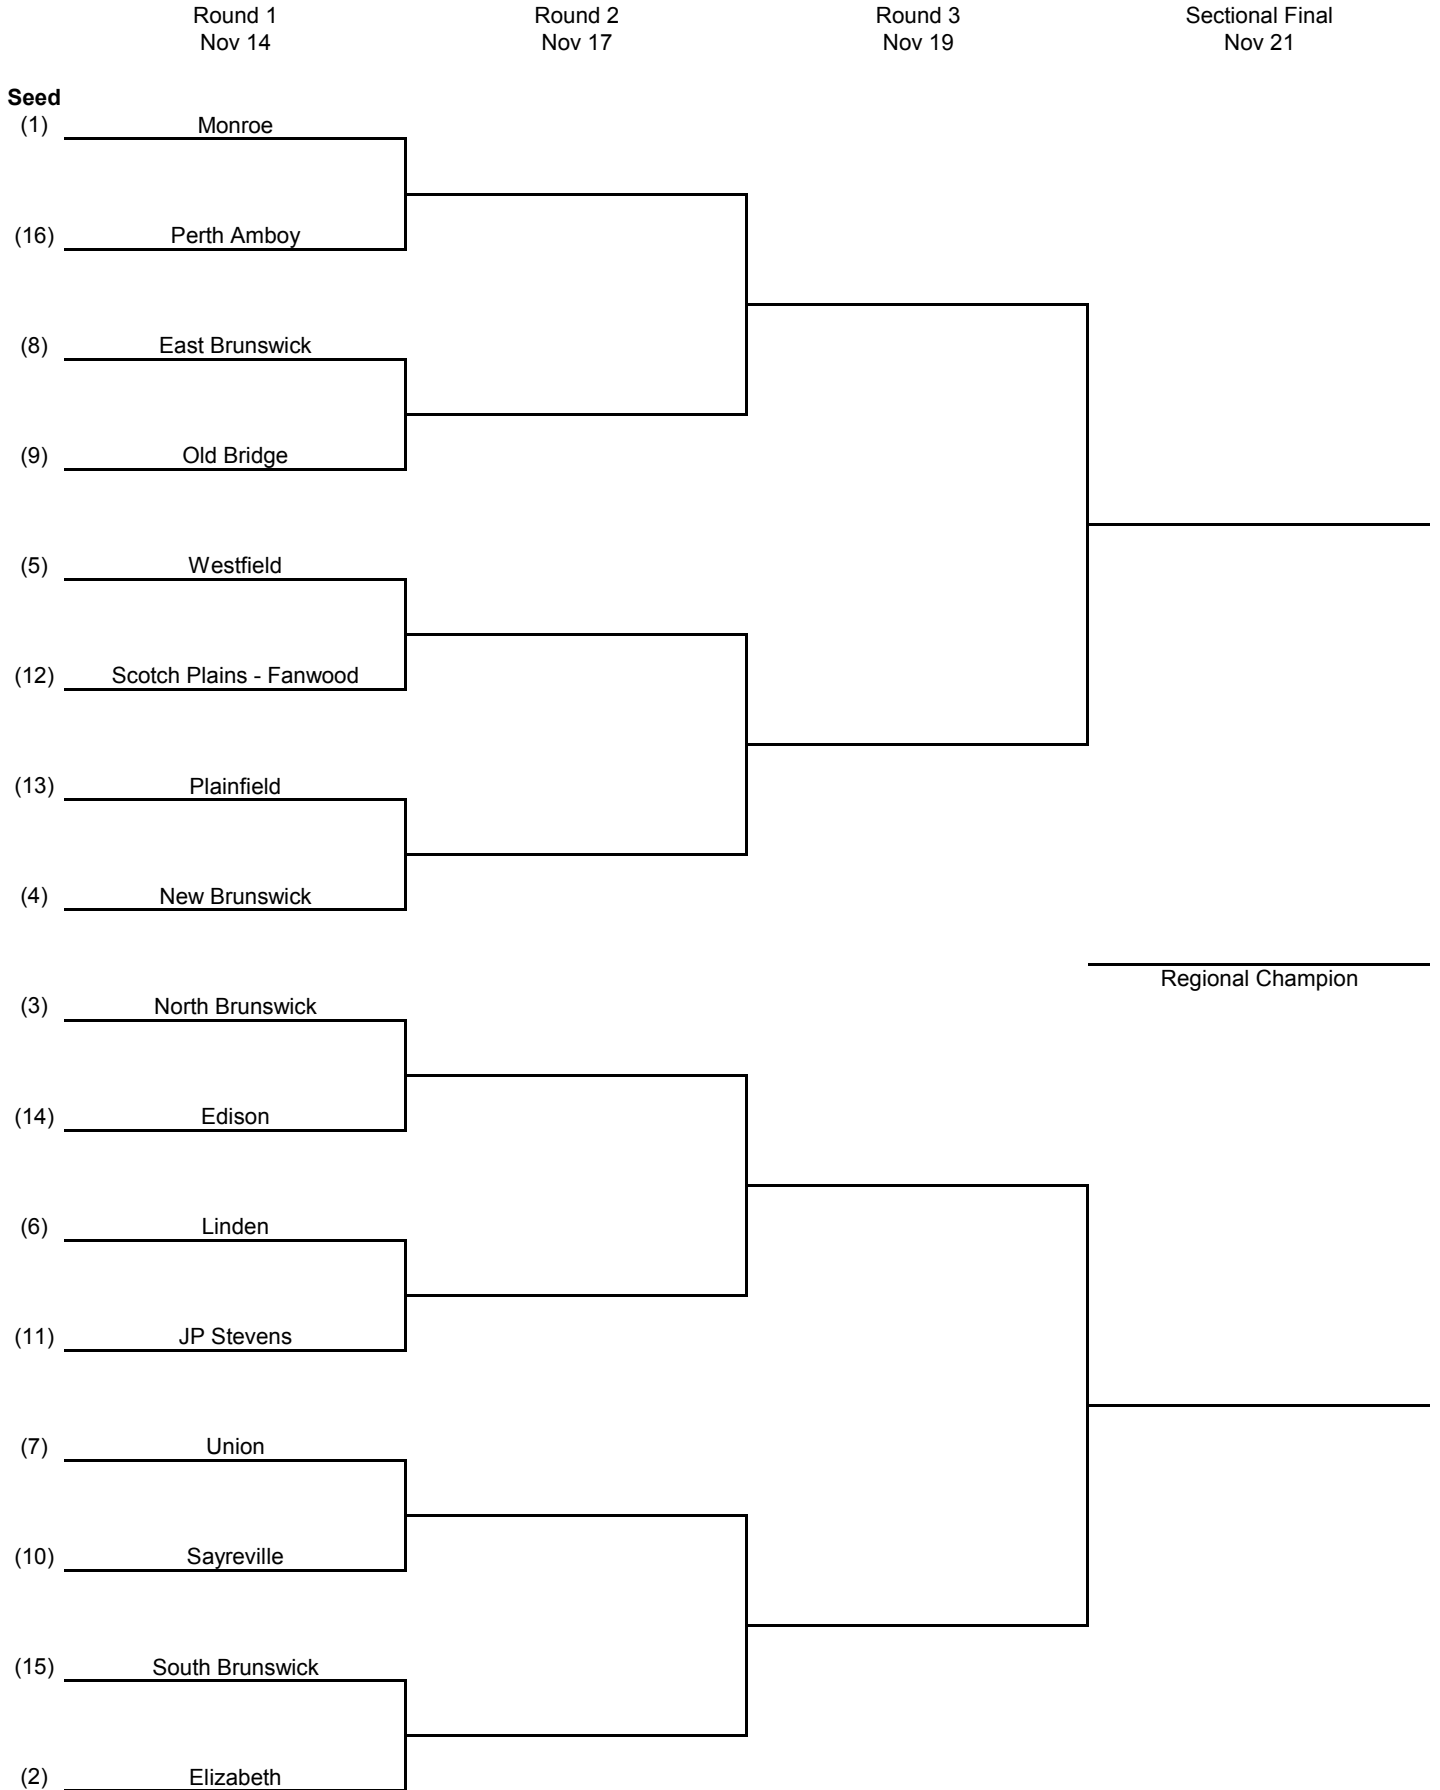 Round 1 Round 2 Round 3 Sectional Final
Nov 14 Nov 17 Nov 19 Nov 21
Seed
(1) Monroe
(16) Perth Amboy
(8) East Brunswick
(9) Old Bridge
(5) Westfield
(12) Scotch Plains - Fanwood
(13) Plainfield
(4) New Brunswick
Regional Champion
(3) North Brunswick
(14) Edison
(6) Linden
(11) JP Stevens
(7) Union
(10) Sayreville
(15) South Brunswick
(2) Elizabeth